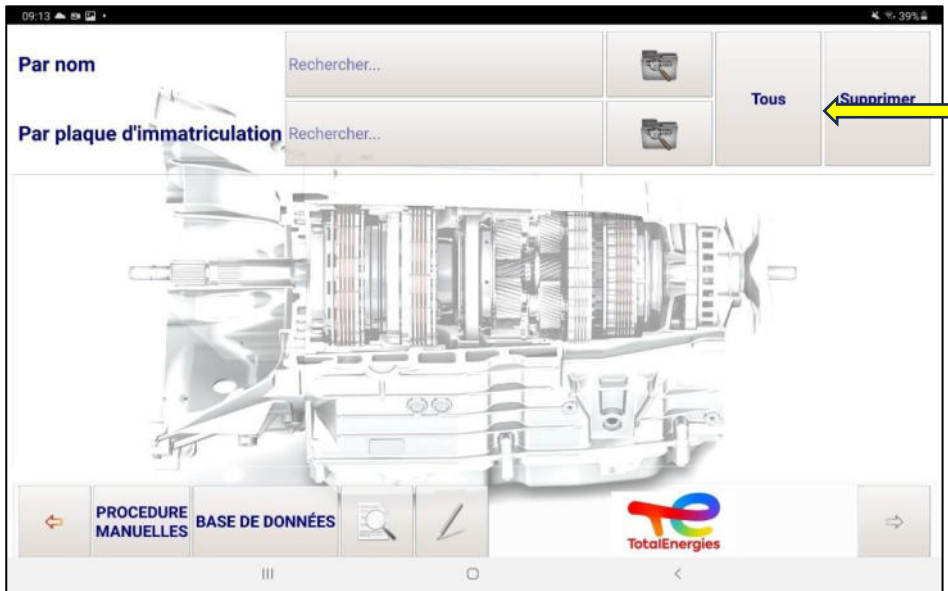 09:13
39%
Par nom
Rechercher...
Tous
Supprimer
Par plaque d'immatriculation
Rechercher...
PROCEDURE
MANUELLES
BASE DE DONNÉES
TotalEnergies